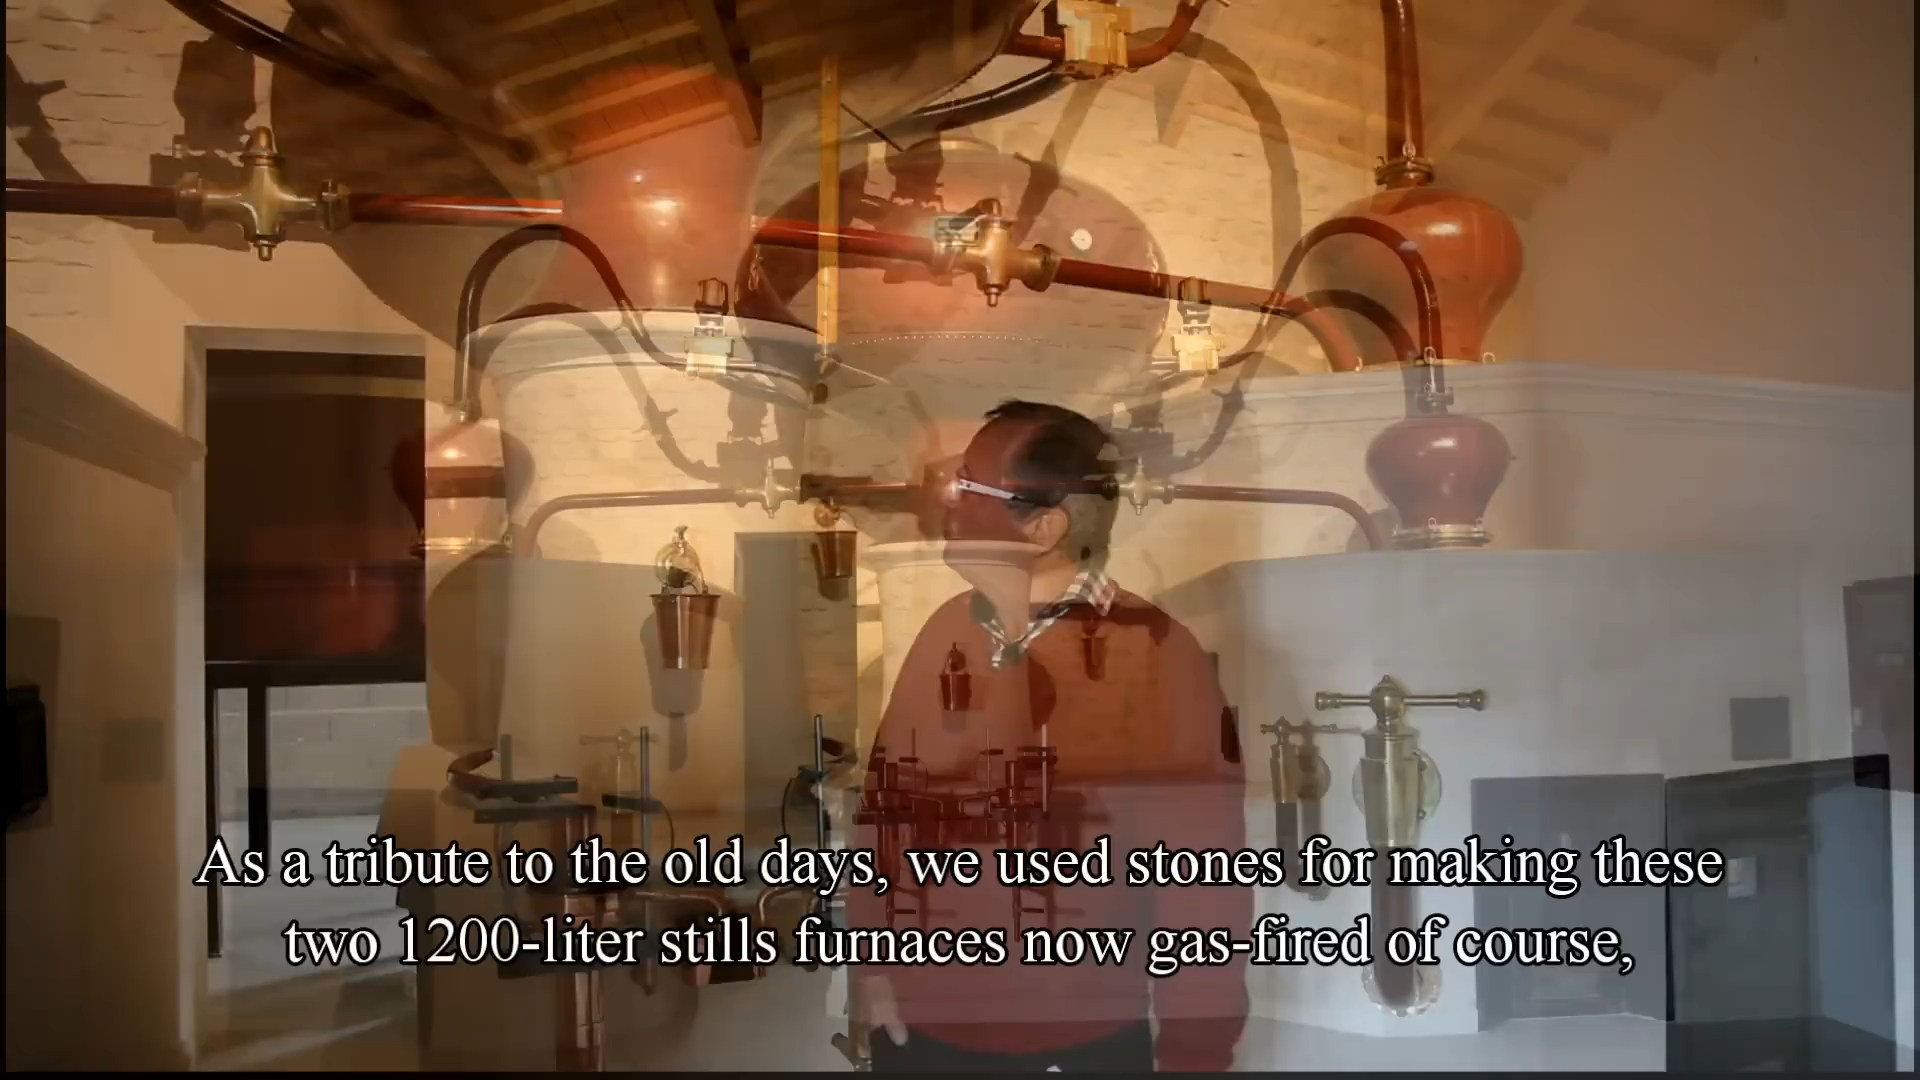 As a tribute to the old days, we used stones for making these
two 1200-liter stills furnaces now gas-fired of course,